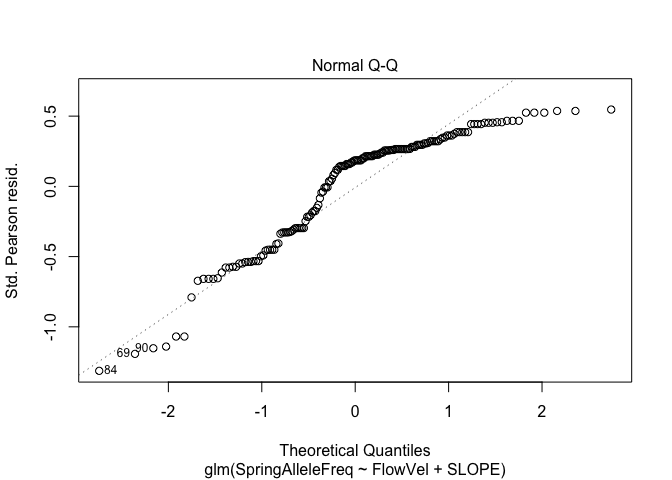 Normal Q-Q
Std. Pearson resid.
0.5
0.0
-0.5
-1.0
69
90
84
-2 -1 0 1 2
Theoretical Quantiles
glm(SpringAlleleFreq ~ FlowVel + SLOPE)